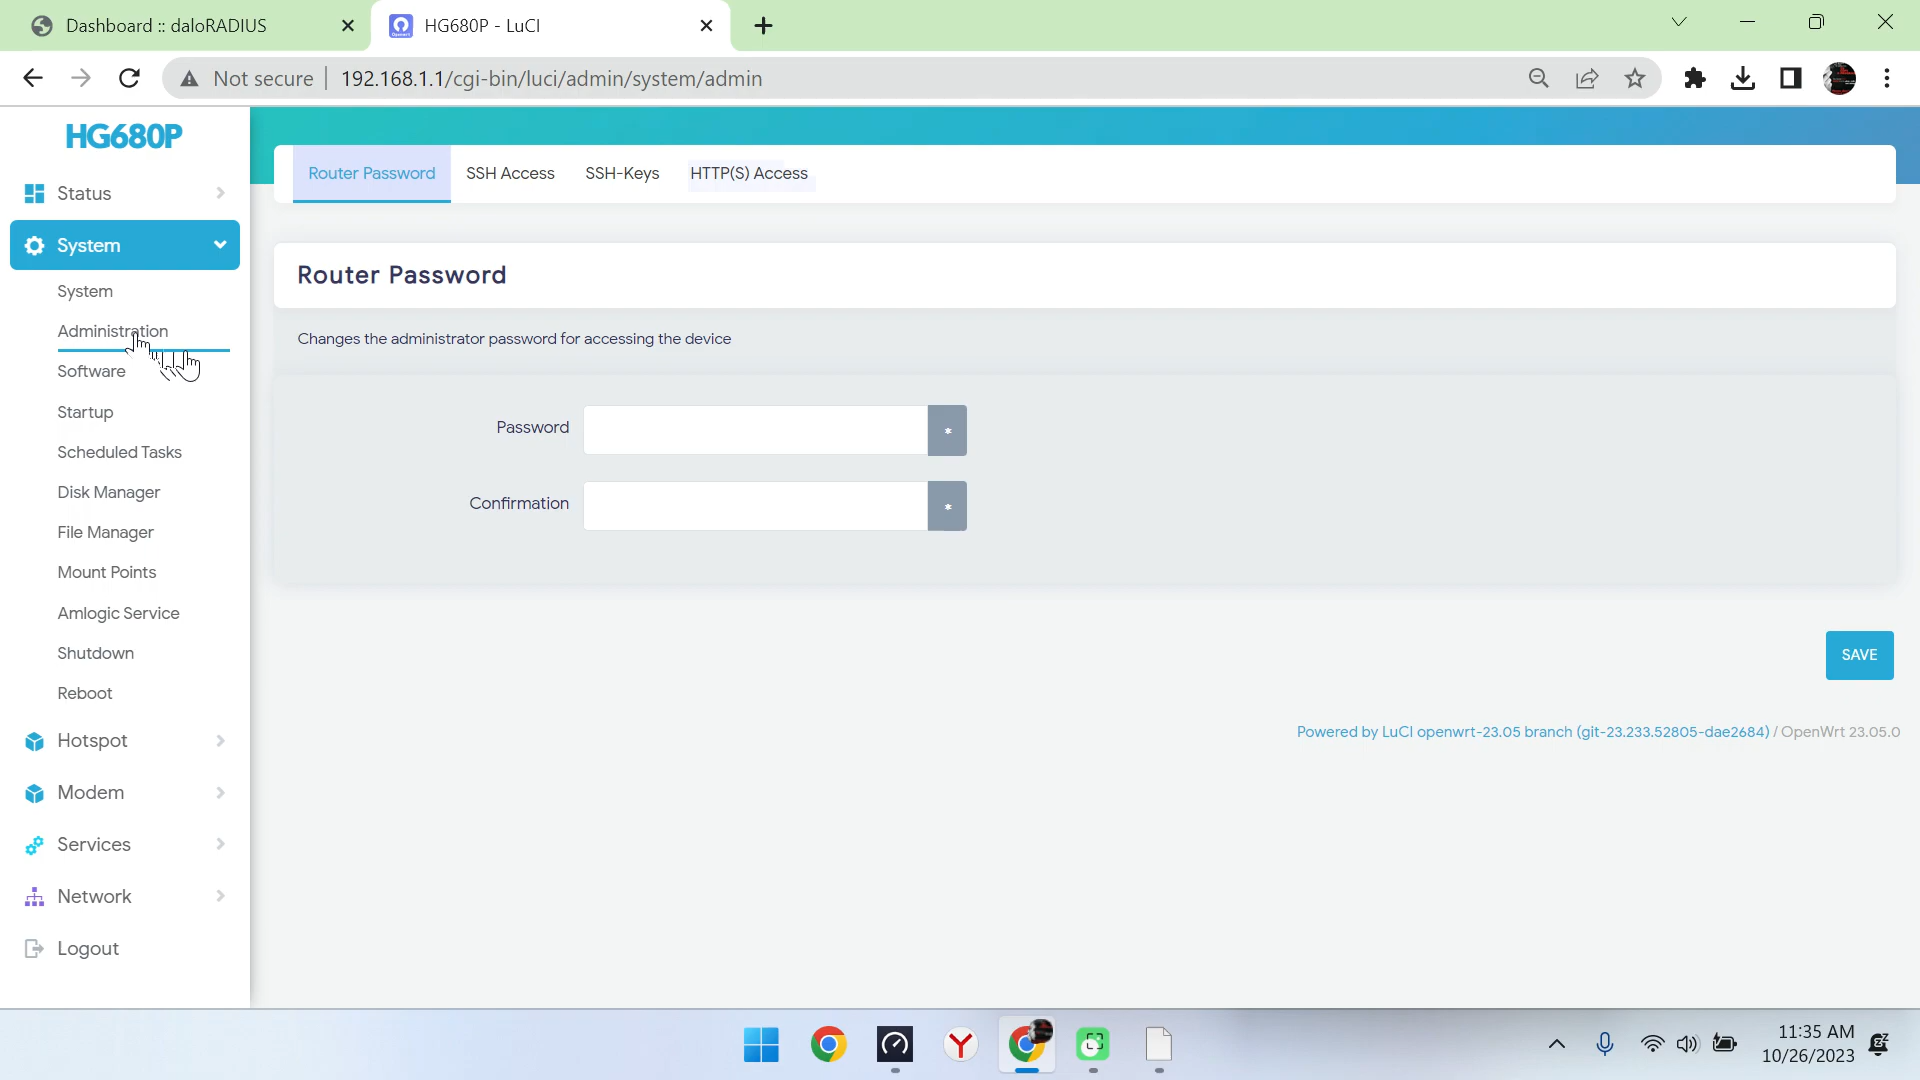 Dashboard :: daloRADIUS
HG680P - LuCI
Not secure
192.168.1.1/cgi-bin/luci/admin/system/admin
HG680P
Status
System
System
Administration
Software
Startup
Scheduled Tasks
Disk Manager
File Manager
Mount Points
Amlogic Service
Shutdown
Reboot
Hotspot
Modem
Services
Network
Logout
Router Password
SSH Access
SSH-Keys
HTTP(S) Access
Router Password
Changes the administrator password for accessing the device
Password
*
Confirmation
*
SAVE
Powered by LuCI openwrt-23.05 branch (git-23.233.52805-dae2684) / OpenWrt 23.05.0
11:35 AM
10/26/2023